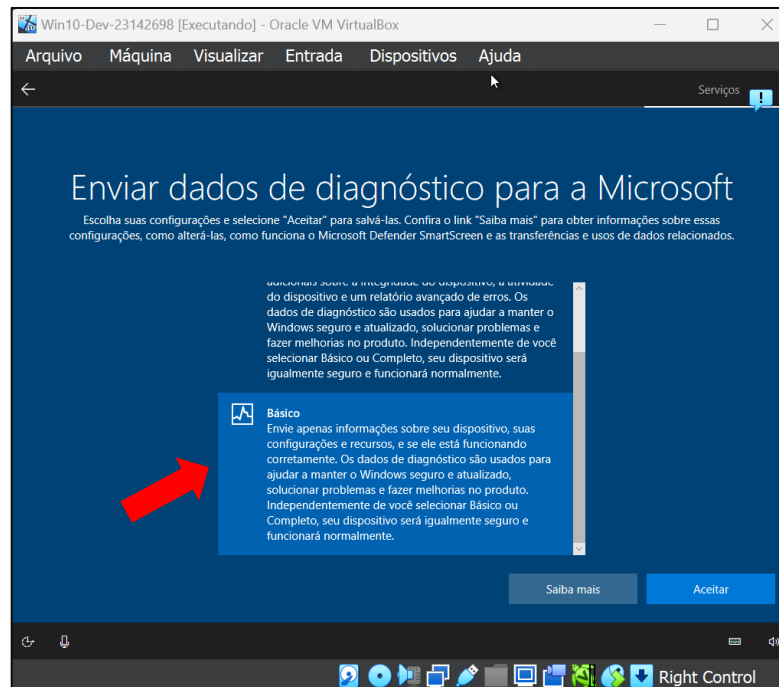 Win10-Dev-23142698 [Executando] - Oracle VM VirtualBox
Arquivo Máquina Visualizar Entrada Dispositivos Ajuda
Serviços
Enviar dados de diagnóstico para a Microsoft
Escolha suas configurações e selecione "Aceitar" para salvá-las. Confira o link "Saiba mais" para obter informações sobre essas
configurações, como alterá-las, como funciona o Microsoft Defender SmartScreen e as transferências e usos de dados relacionados.
adicionais sobre a integridade do dispositivo, a atividade
do dispositivo e um relatório avançado de erros. Os
dados de diagnóstico são usados para ajudar a manter o
Windows seguro e atualizado, solucionar problemas e
fazer melhorias no produto. Independentemente de você
selecionar Básico ou Completo, seu dispositivo será
igualmente seguro e funcionará normalmente.
Básico
Envie apenas informações sobre seu dispositivo, suas
configurações e recursos, e se ele está funcionando
corretamente. Os dados de diagnóstico são usados para
ajudar a manter o Windows seguro e atualizado,
solucionar problemas e fazer melhorias no produto.
Independentemente de você selecionar Básico ou
Completo, seu dispositivo será igualmente seguro e
funcionará normalmente.
Saiba mais
Aceitar
Right Control